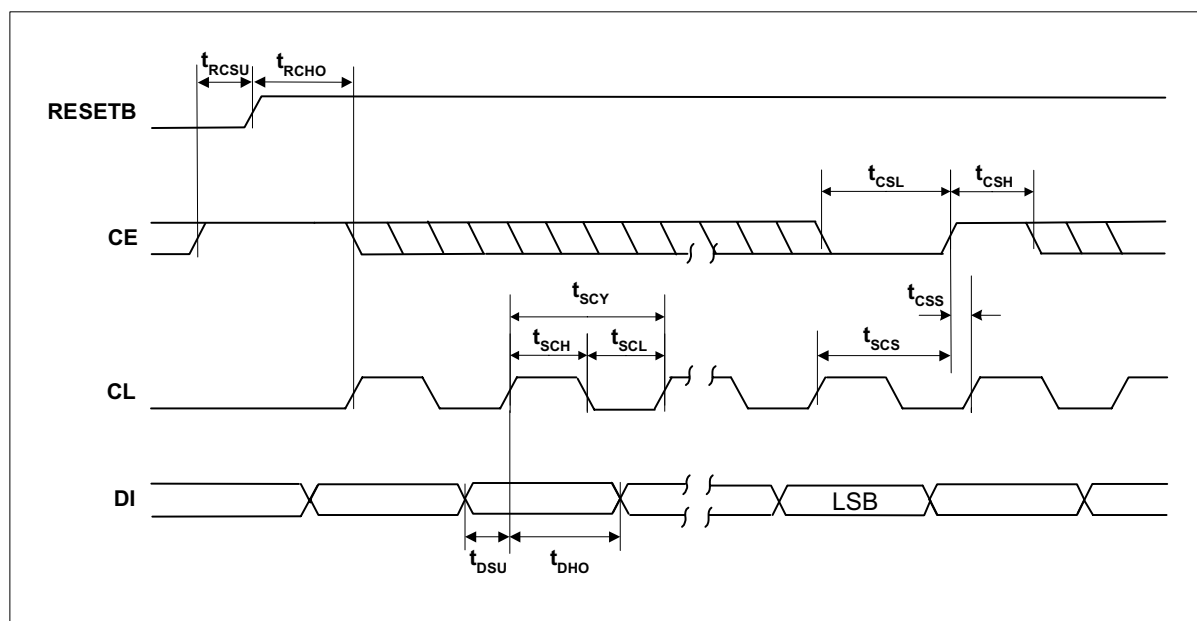 tRCSU tRCHO
RESETB
tCSL tCSH
CE
tSCY
tCSS
tSCH tSCL
tSCS
CL
DI
LSB
tDSU tDHO